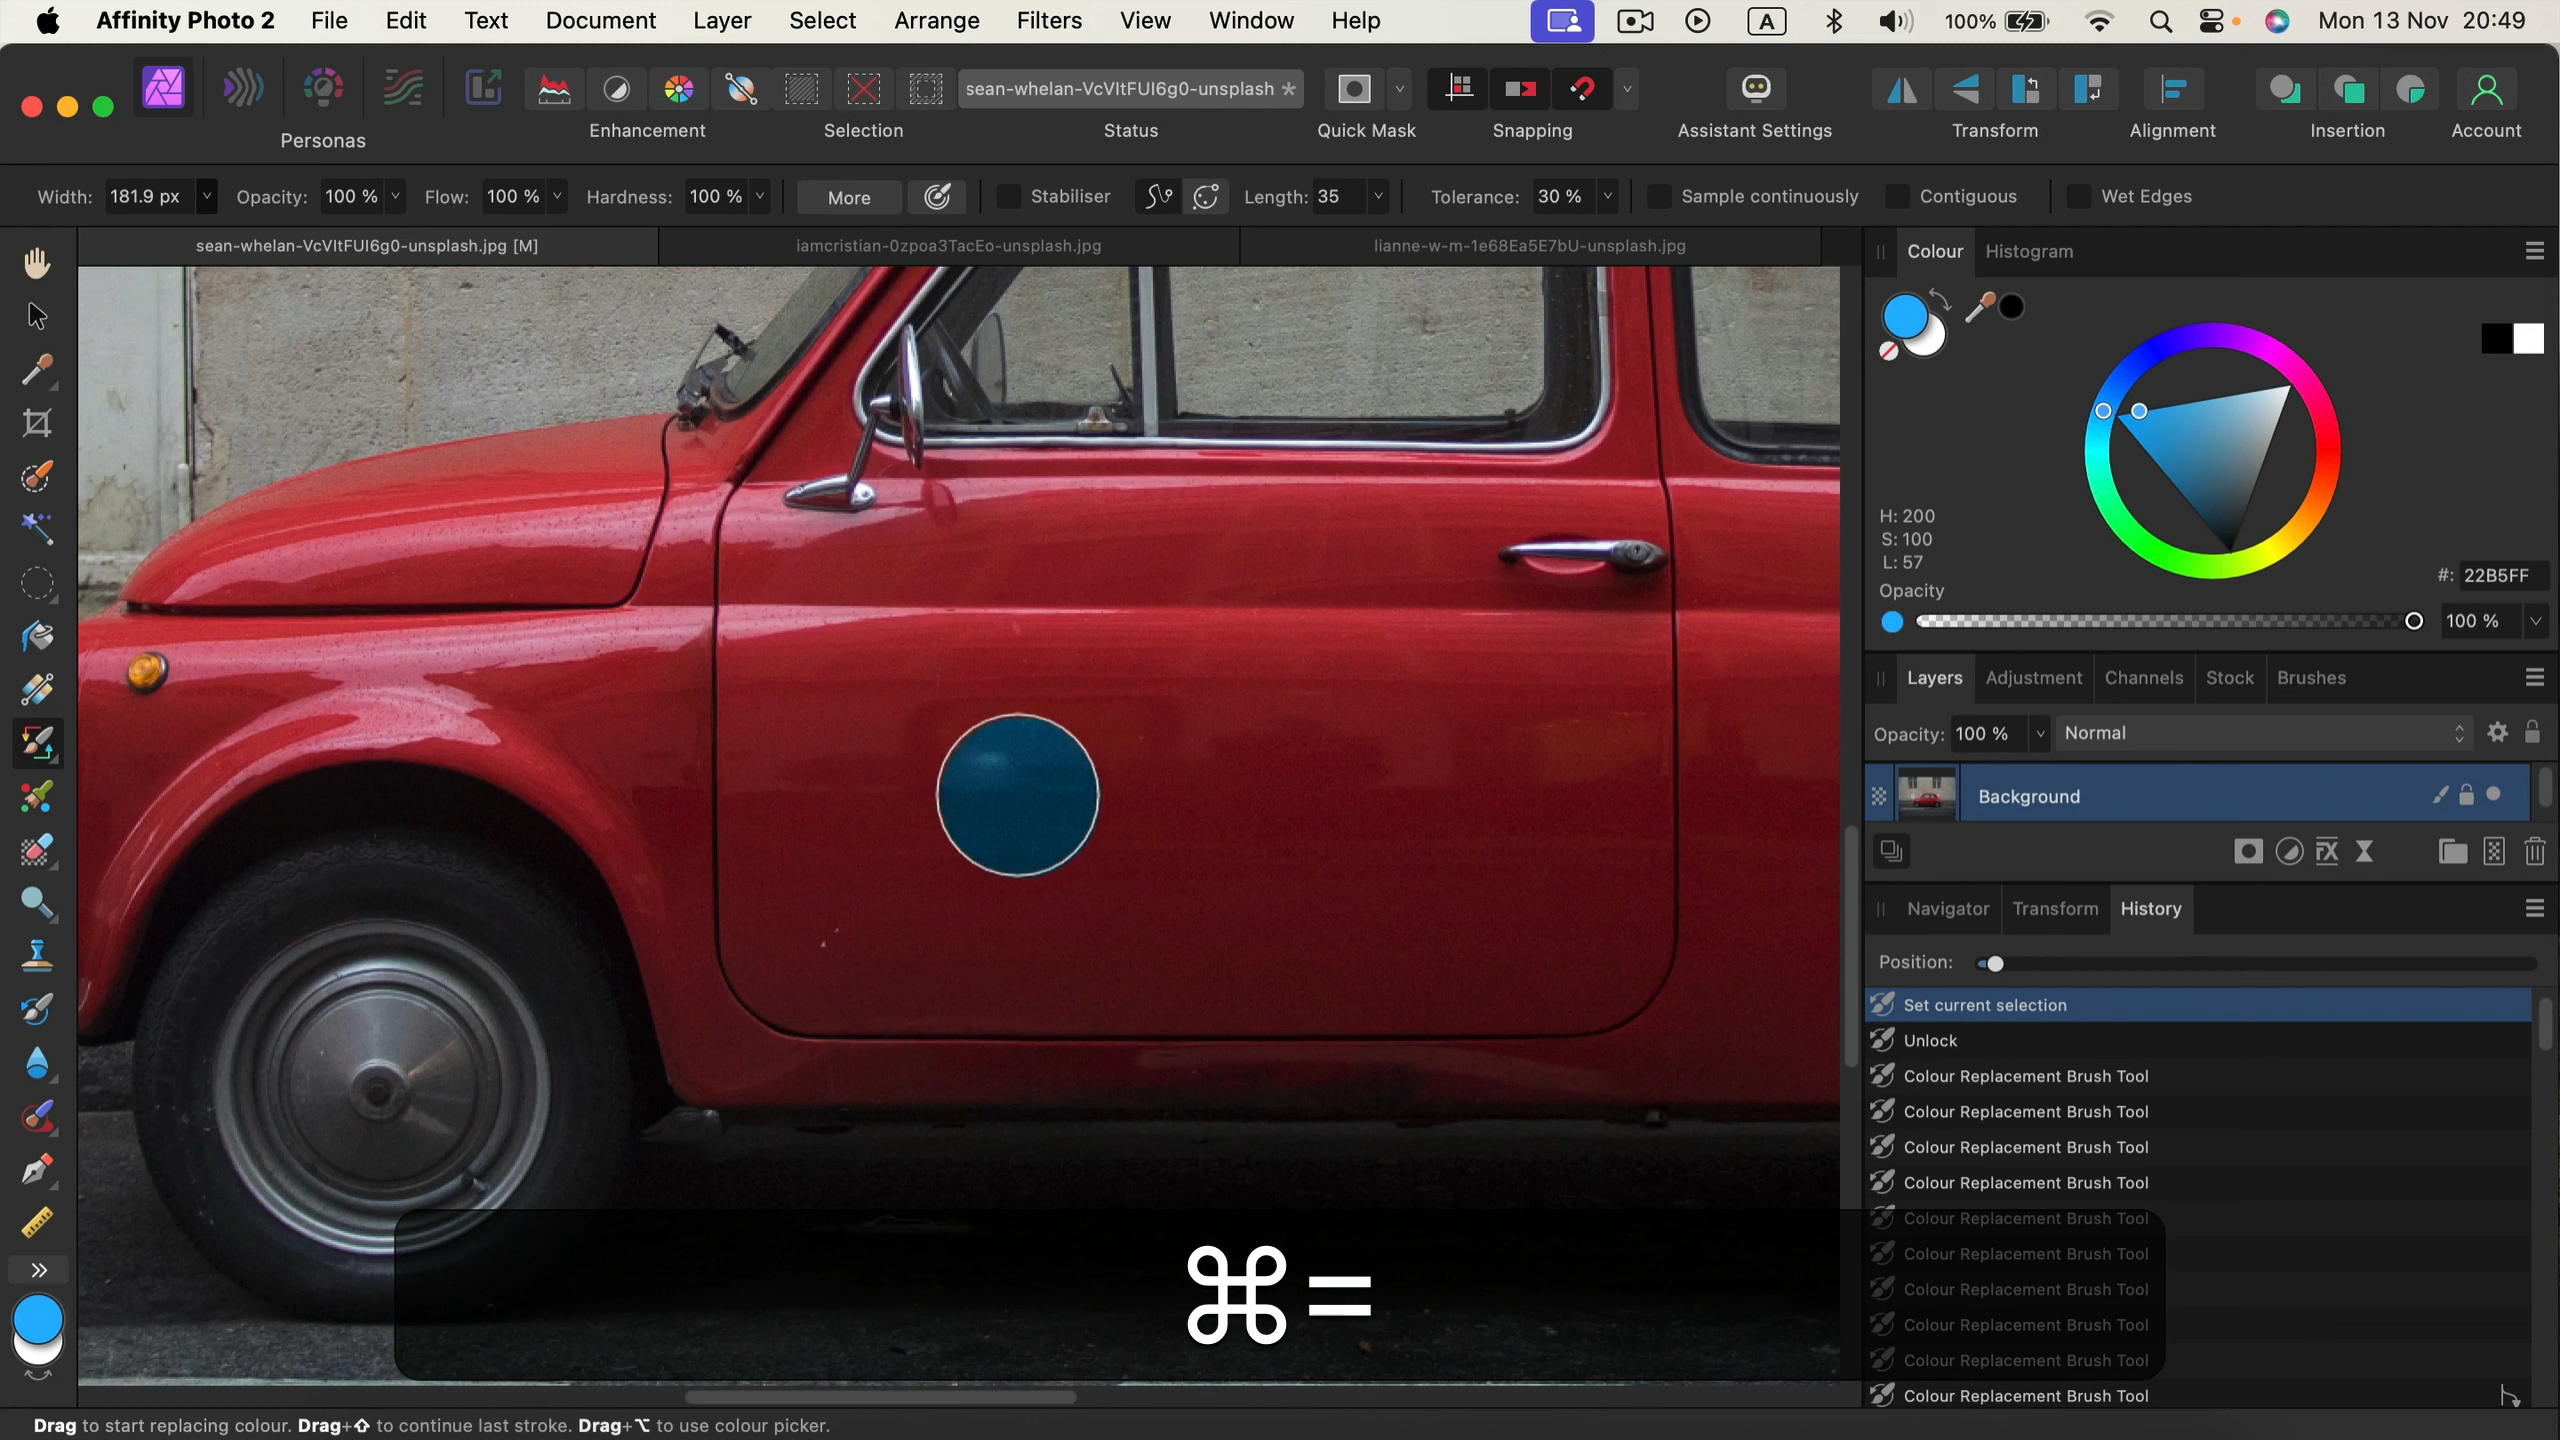 Affinity Photo 2 File Edit Text Document Layer Select Arrange Filters View Window Help A 100% Mon 13 Nov 20:49
sean-whelan-VcVItFUI6g0-unsplash *
Personas Enhancement Selection Status Quick Mask Snapping Assistant Settings Transform Alignment Insertion Account
Width: 181.9 px Opacity: 100 % Flow: 100 % Hardness: 100 % More Stabiliser Length: 35 Tolerance: 30 % Sample continuously Contiguous Wet Edges
sean-whelan-VcVItFUI6g0-unsplash.jpg [M] iamcristian-0zpoa3TacEo-unsplash.jpg lianne-w-m-1e68Ea5E7bU-unsplash.jpg
Colour Histogram
H: 200
S: 100
L: 57
#: 22B5FF
Opacity
100 %
Layers Adjustment Channels Stock Brushes
Opacity: 100 % Normal
Background
Navigator Transform History
Position:
Set current selection
Unlock
Colour Replacement Brush Tool
Colour Replacement Brush Tool
Colour Replacement Brush Tool
Colour Replacement Brush Tool
Colour Replacement Brush Tool
Colour Replacement Brush Tool
Colour Replacement Brush Tool
Colour Replacement Brush Tool
Colour Replacement Brush Tool
Colour Replacement Brush Tool
⌘=
Drag to start replacing colour. Drag+⇧ to continue last stroke. Drag+⌥ to use colour picker.